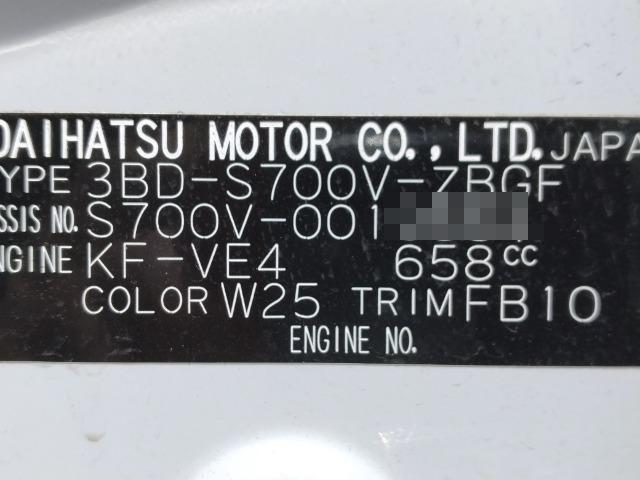 DAIHATSU MOTOR CO., LTD. JAPA
YPE 3BD-S700V-ZBGF
SSIS NO. S700V-001
NGINE KF-VE4 658cc
COLOR W25 TRIM FB10
ENGINE NO.